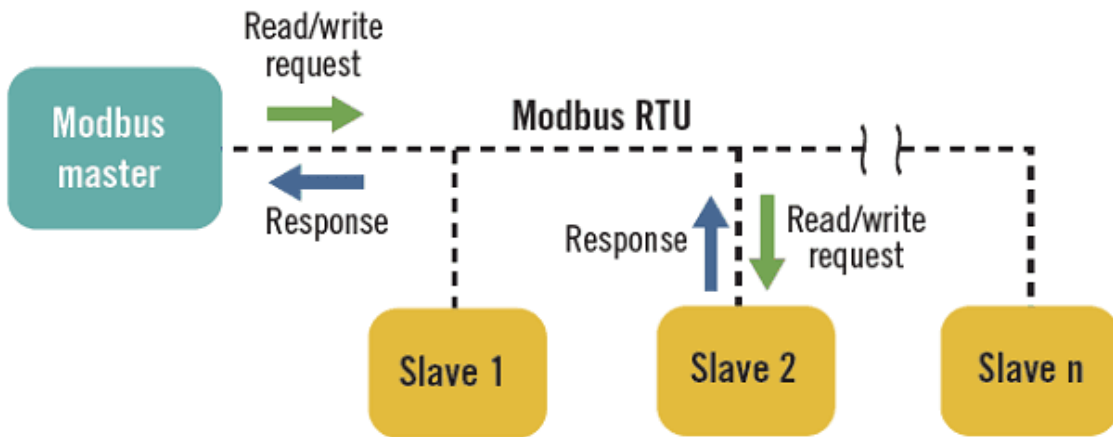 Read/write
request
Modbus
master
Modbus RTU
Response
Response
Read/write
request
Slave 1
Slave 2
Slave n